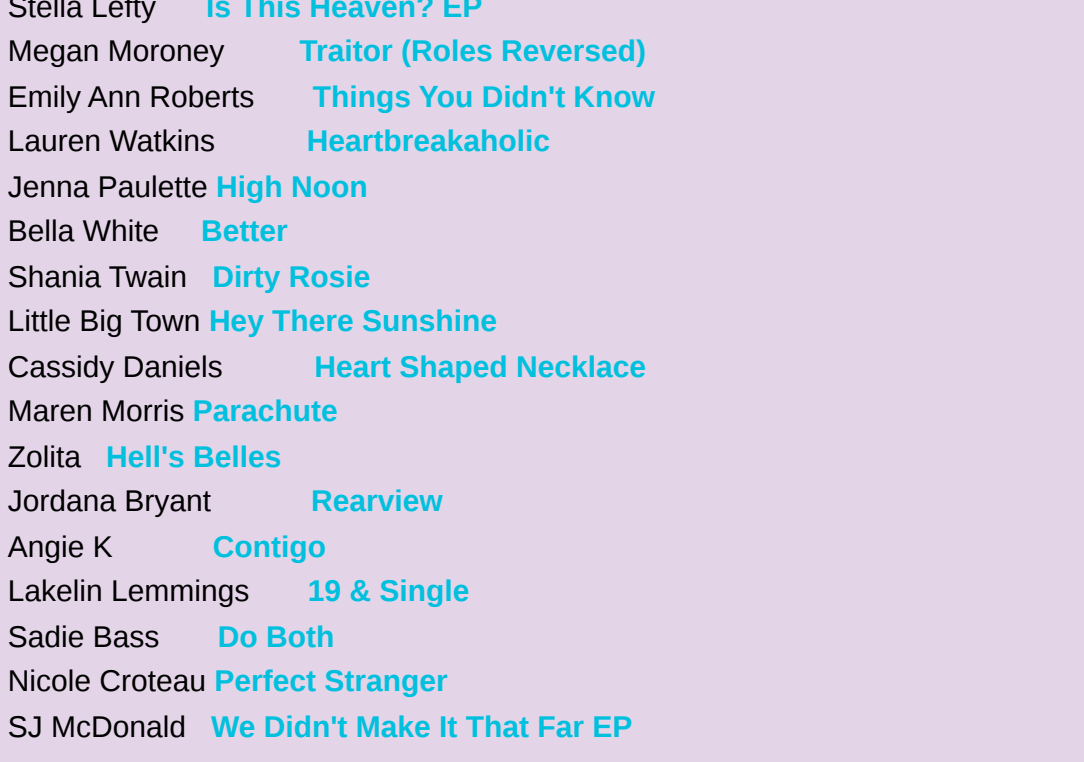 Stella Lefty Is This Heaven? EP
Megan Moroney Traitor (Roles Reversed)
Emily Ann Roberts Things You Didn't Know
Lauren Watkins Heartbreakaholic
Jenna Paulette High Noon
Bella White Better
Shania Twain Dirty Rosie
Little Big Town Hey There Sunshine
Cassidy Daniels Heart Shaped Necklace
Maren Morris Parachute
Zolita Hell's Belles
Jordana Bryant Rearview
Angie K Contigo
Lakelin Lemmings 19 & Single
Sadie Bass Do Both
Nicole Croteau Perfect Stranger
SJ McDonald We Didn't Make It That Far EP